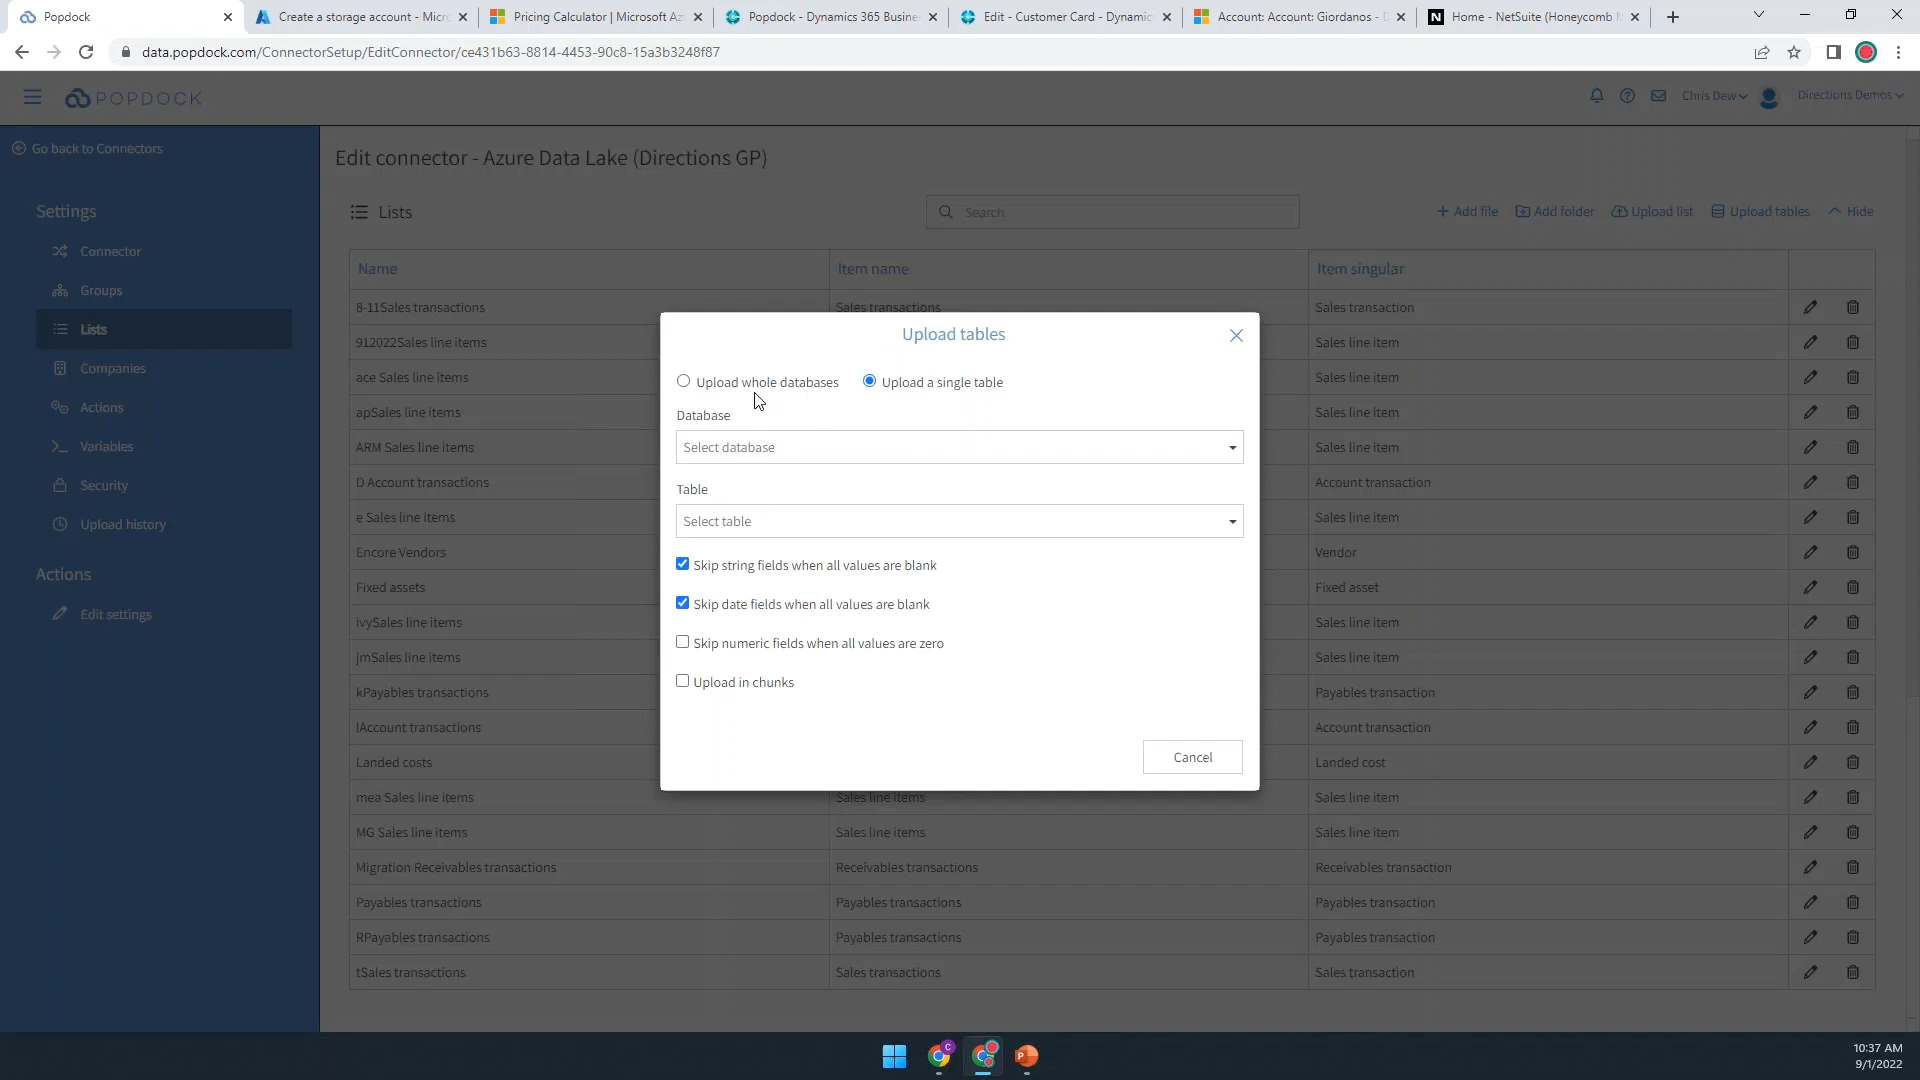 Popdock
Create a storage account - Micro
Pricing Calculator | Microsoft Az
Popdock - Dynamics 365 Busine
Edit - Customer Card - Dynamic
Account: Account: Giordanos - D
Home - NetSuite (Honeycomb
data.popdock.com/ConnectorSetup/EditConnector/ce431b63-8814-4453-90c8-15a3b3248f87
POPDOCK
Chris Dew
Directions Demos
Go back to Connectors
Edit connector - Azure Data Lake (Directions GP)
Settings
Connector
Groups
Lists
Companies
Actions
Variables
Security
Upload history
Actions
Edit settings
Lists
Search
Add file
Add folder
Upload list
Upload tables
Hide
Name Item name Item singular
8-11Sales transactions Sales transactions Sales transaction
912022Sales line items Sales line item
ace Sales line items Sales line item
apSales line items Sales line item
ARM Sales line items Sales line item
D Account transactions Account transaction
e Sales line items Sales line item
Encore Vendors Vendor
Fixed assets Fixed asset
ivySales line items Sales line item
jmSales line items Sales line item
kPayables transactions Payables transaction
lAccount transactions Account transaction
Landed costs Landed cost
mea Sales line items Sales line items Sales line item
MG Sales line items Sales line items Sales line item
Migration Receivables transactions Receivables transactions Receivables transaction
Payables transactions Payables transactions Payables transaction
RPayables transactions Payables transactions Payables transaction
tSales transactions Sales transactions Sales transaction
Upload tables
Upload whole databases Upload a single table
Database
Select database
Table
Select table
Skip string fields when all values are blank
Skip date fields when all values are blank
Skip numeric fields when all values are zero
Upload in chunks
Cancel
10:37 AM
9/1/2022